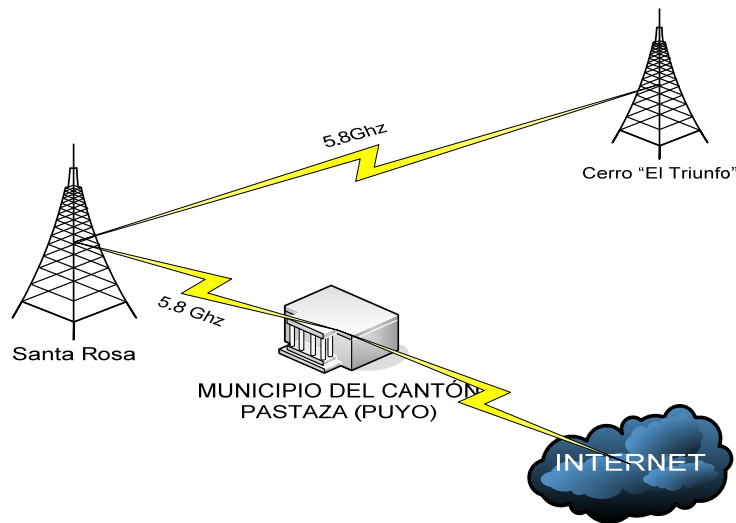 5.8Ghz
Cerro “El Triunfo”
5.8 Ghz
Santa Rosa
MUNICIPIO DEL CANTÓN
PASTAZA (PUYO)
INTERNET